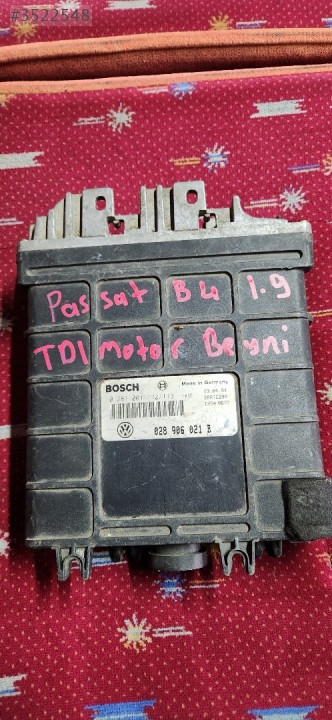 #3522548
Passat B4 1.9
TDI Motor Beyni
BOSCH Made in Germany
028 906 021 B